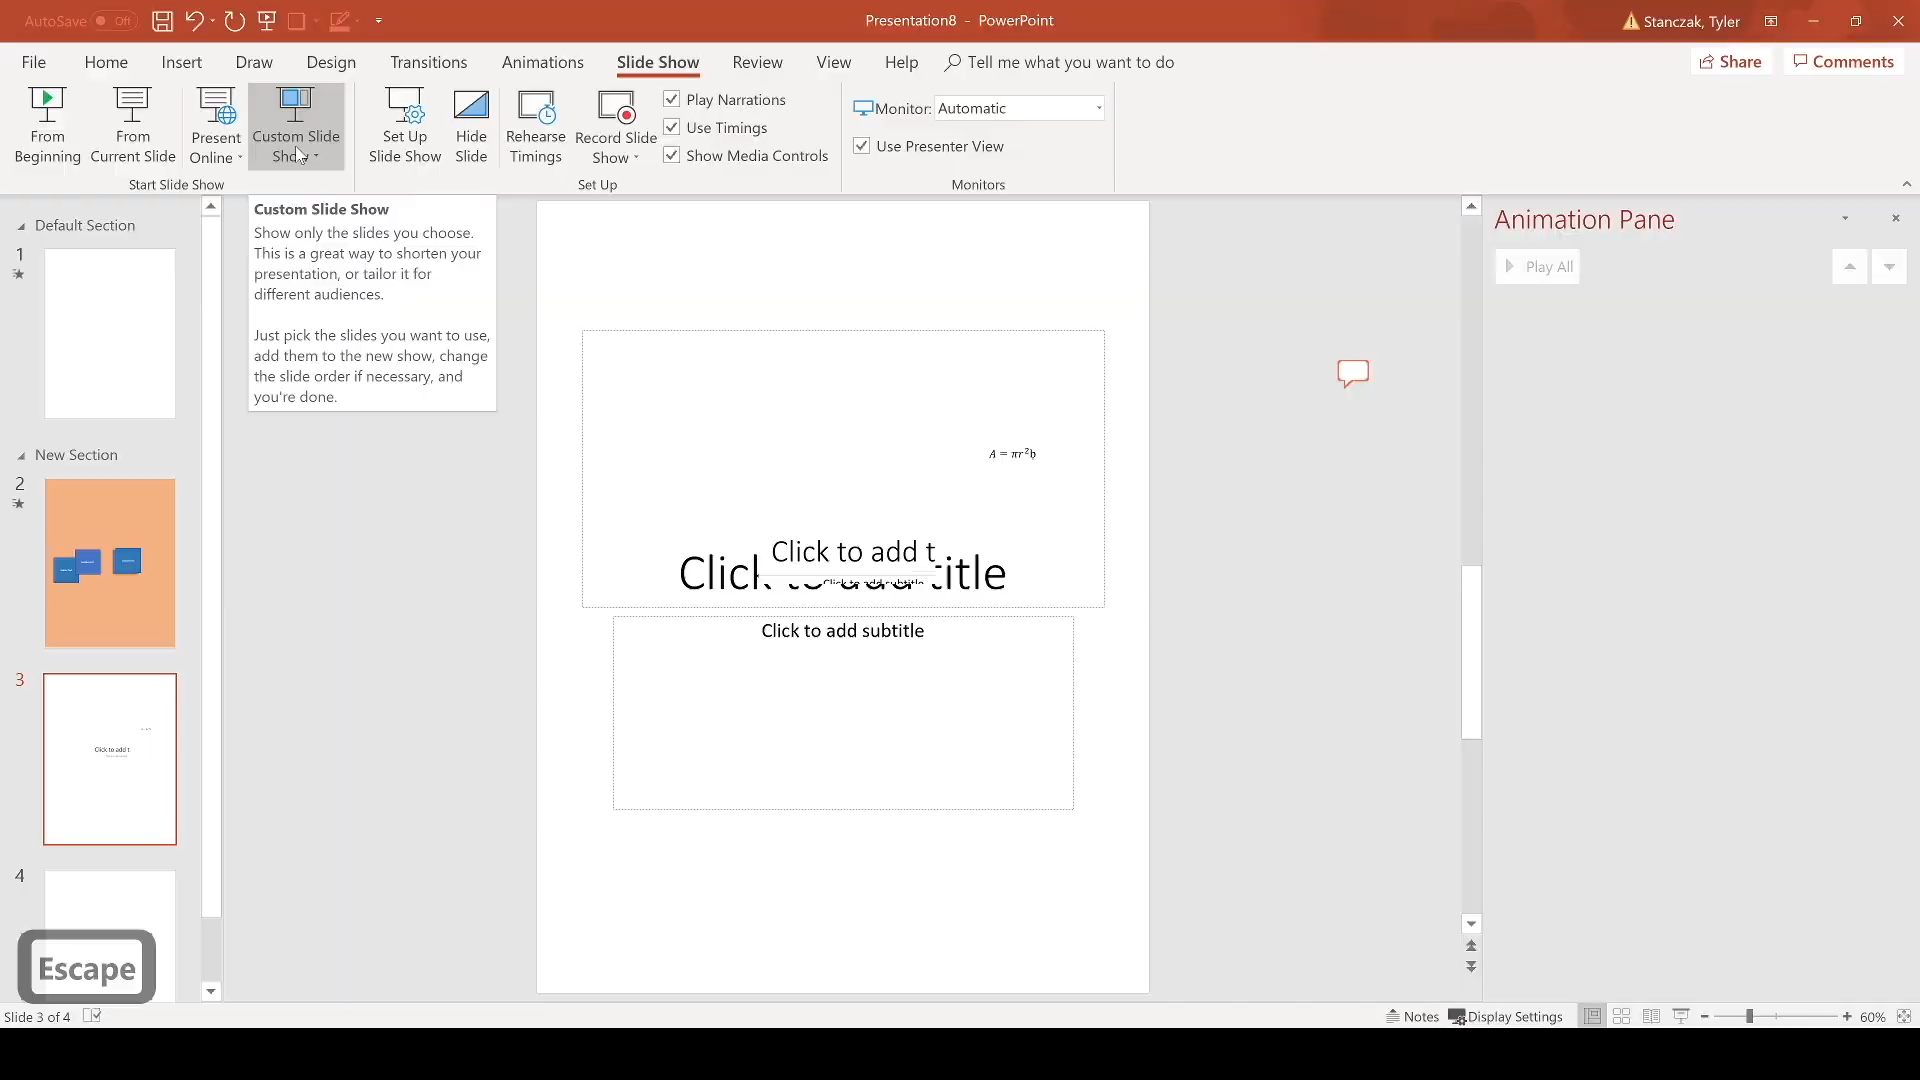 AutoSave Off
Presentation8 - PowerPoint
Stanczak, Tyler
File Home Insert Draw Design Transitions Animations Slide Show Review View Help Tell me what you want to do
Share Comments
From Beginning
From Current Slide
Present Online
Custom Slide Show
Start Slide Show
Set Up Slide Show
Hide Slide
Rehearse Timings
Record Slide Show
Play Narrations
Use Timings
Show Media Controls
Set Up
Monitor: Automatic
Use Presenter View
Monitors
Default Section
1
New Section
2
3
Click to add t
4
Custom Slide Show
Show only the slides you choose.
This is a great way to shorten your
presentation, or tailor it for
different audiences.
Just pick the slides you want to use,
add them to the new show, change
the slide order if necessary, and
you're done.
A = πr²b
Click to add t
Click to add title
Click to add subtitle
Click to add subtitle
Animation Pane
Play All
Escape
Slide 3 of 4
Notes Display Settings 60%